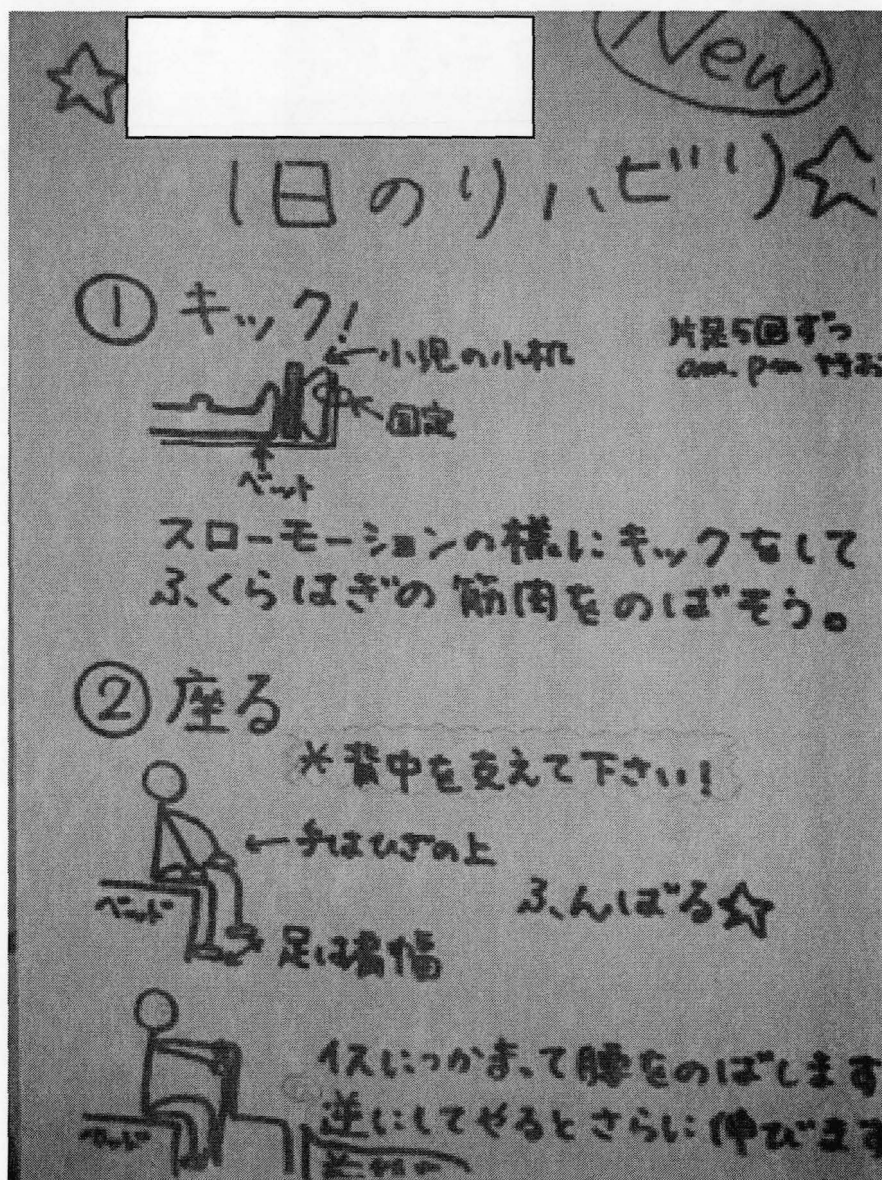 ☆ New
1日のリハビリ☆
① キック!
←小児の小机
片足5回ずつ
am. pm
固定
ベット
スローモーションの様にキックをして
ふくらはぎの筋肉をのばそう。
② 座る
*背中を支えて下さい!
←手はひざの上
ベッド
ふんばる☆
足は肩幅
イスにつかまって腰をのばします
逆にしてやるとさらに伸びます
ベッド